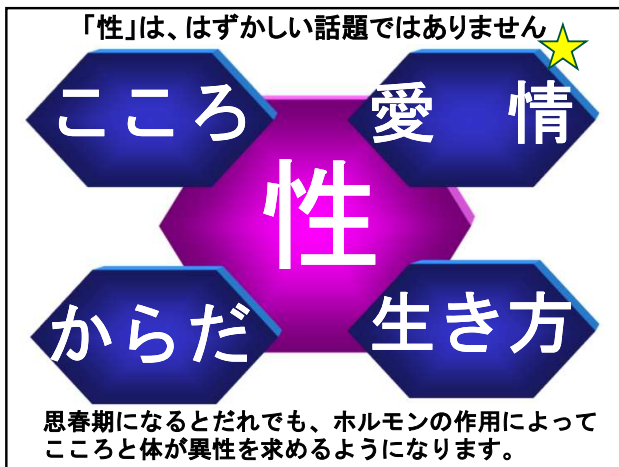 「性」は、はずかしい話題ではありません
こころ
愛　情
性
からだ
生き方
思春期になるとだれでも、ホルモンの作用によって
こころと体が異性を求めるようになります。